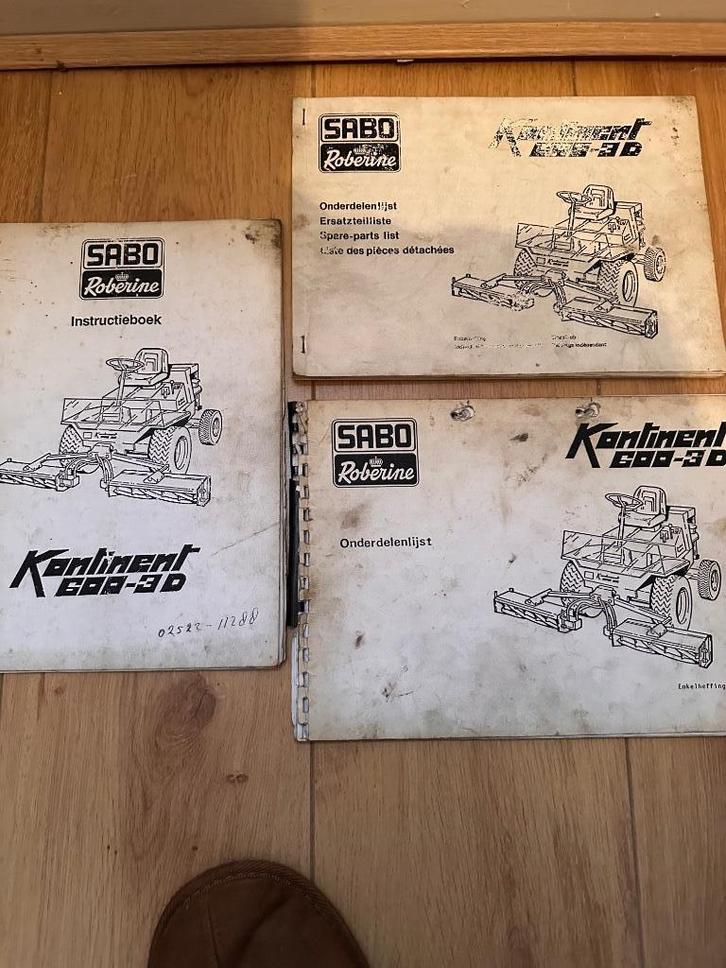 SABO
Roberine
Instructieboek
Kontinent
600-3D
02522-11288
SABO
Roberine
Kontinent
600-3D
Onderdelenlijst
Ersatzteilliste
Spare-parts list
Liste des pièces détachées
SABO
Roberine
Kontinent
600-3D
Onderdelenlijst
Enkelheffing